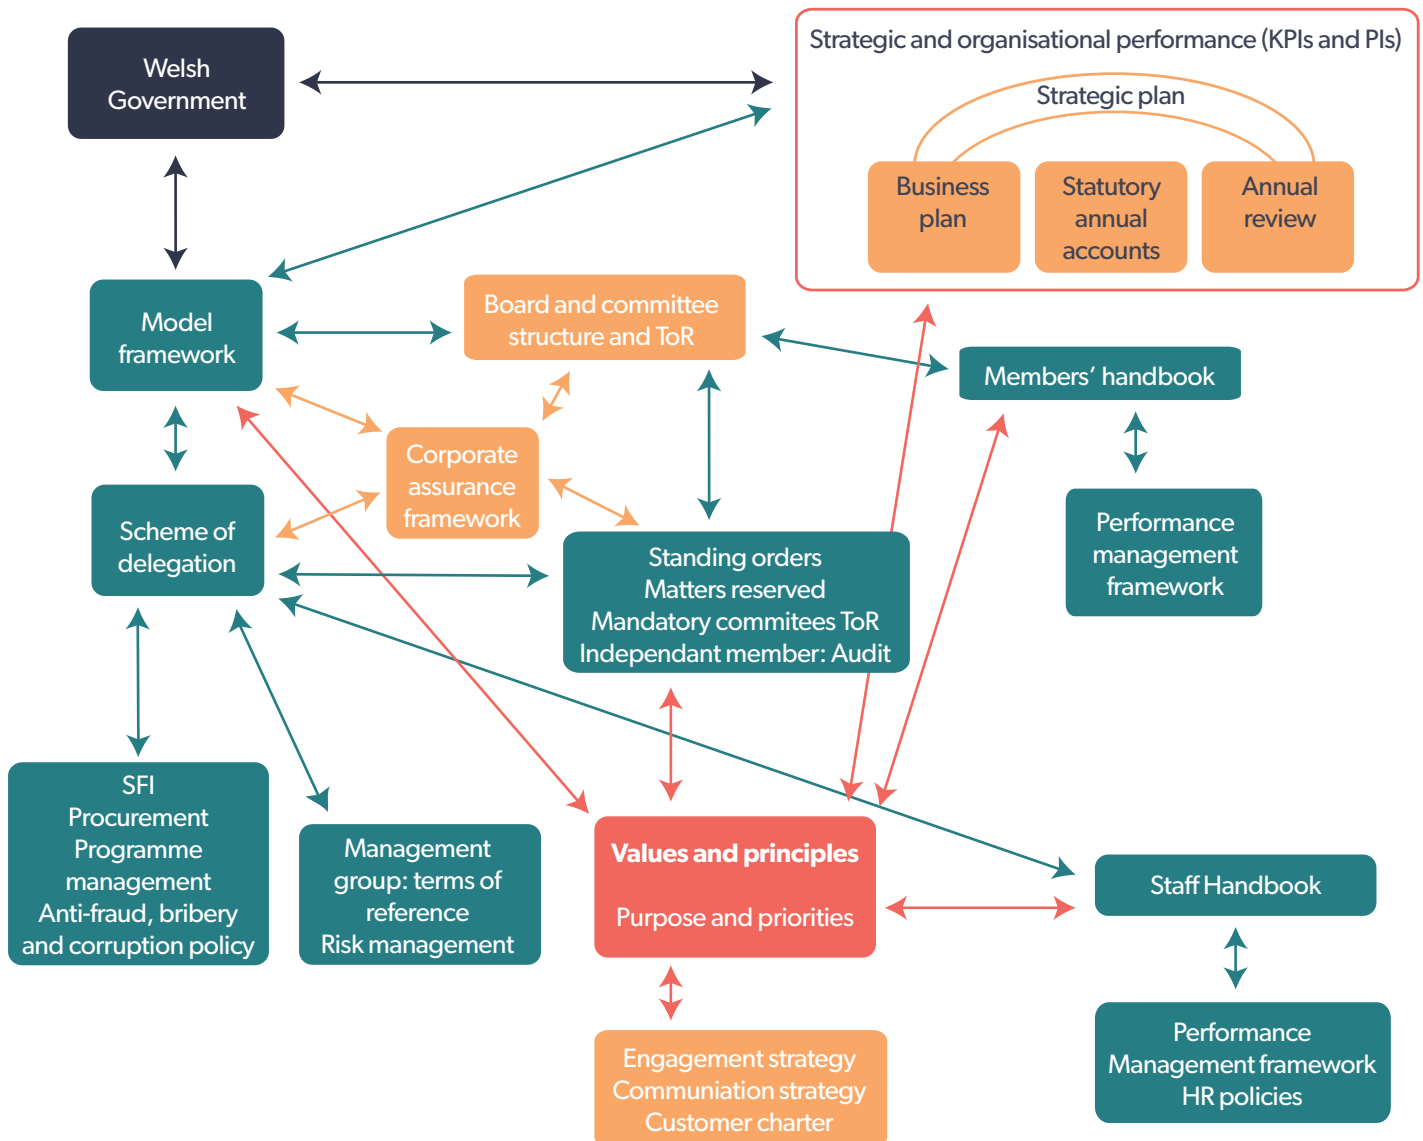 Welsh
Government
Strategic and organisational performance (KPIs and PIs)
Strategic plan
Business
plan
Statutory
annual
accounts
Annual
review
Model
framework
Board and committee
structure and ToR
Members’ handbook
Corporate
assurance
framework
Scheme of
delegation
Standing orders
Matters reserved
Mandatory commitees ToR
Independant member: Audit
Performance
management
framework
SFI
Procurement
Programme
management
Anti-fraud, bribery
and corruption policy
Management
group: terms of
reference
Risk management
Values and principles
Purpose and priorities
Staff Handbook
Engagement strategy
Communiation strategy
Customer charter
Performance
Management framework
HR policies